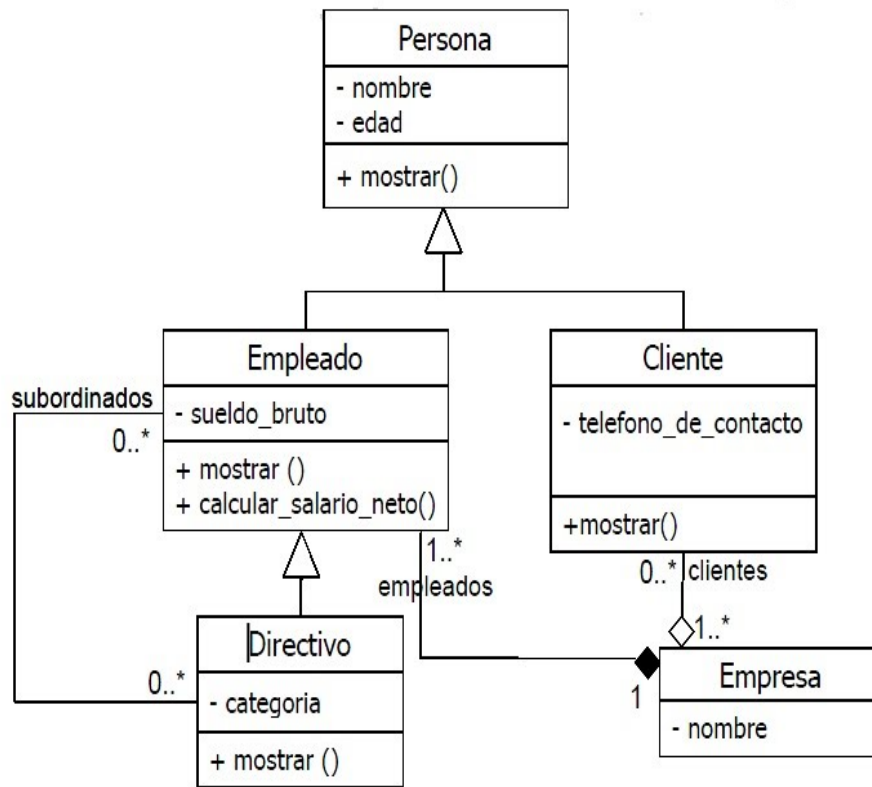 Persona
- nombre
- edad
+ mostrar()
Empleado
- sueldo_bruto
+ mostrar ()
+ calcular_salario_neto()
Cliente
- telefono_de_contacto
+mostrar()
subordinados
0..*
1..*
empleados
0..* clientes
1..*
Directivo
- categoria
+ mostrar ()
0..*
1
Empresa
- nombre